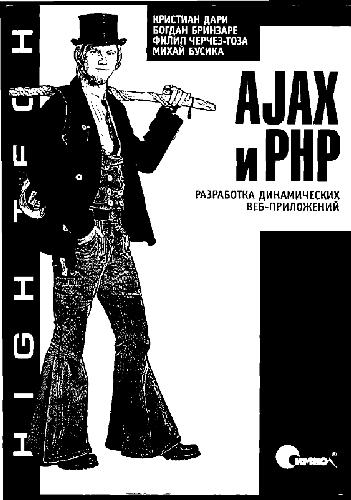 КРИСТИАН ДАРИ
БОГДАН БРИНЗАРЕ
ФИЛИП ЧЕРЧЕЗ-ТОЗА
МИХАЙ БУСИКА
AJAX
и PHP
РАЗРАБОТКА ДИНАМИЧЕСКИХ
ВЕБ-ПРИЛОЖЕНИЙ
HIGH TECH